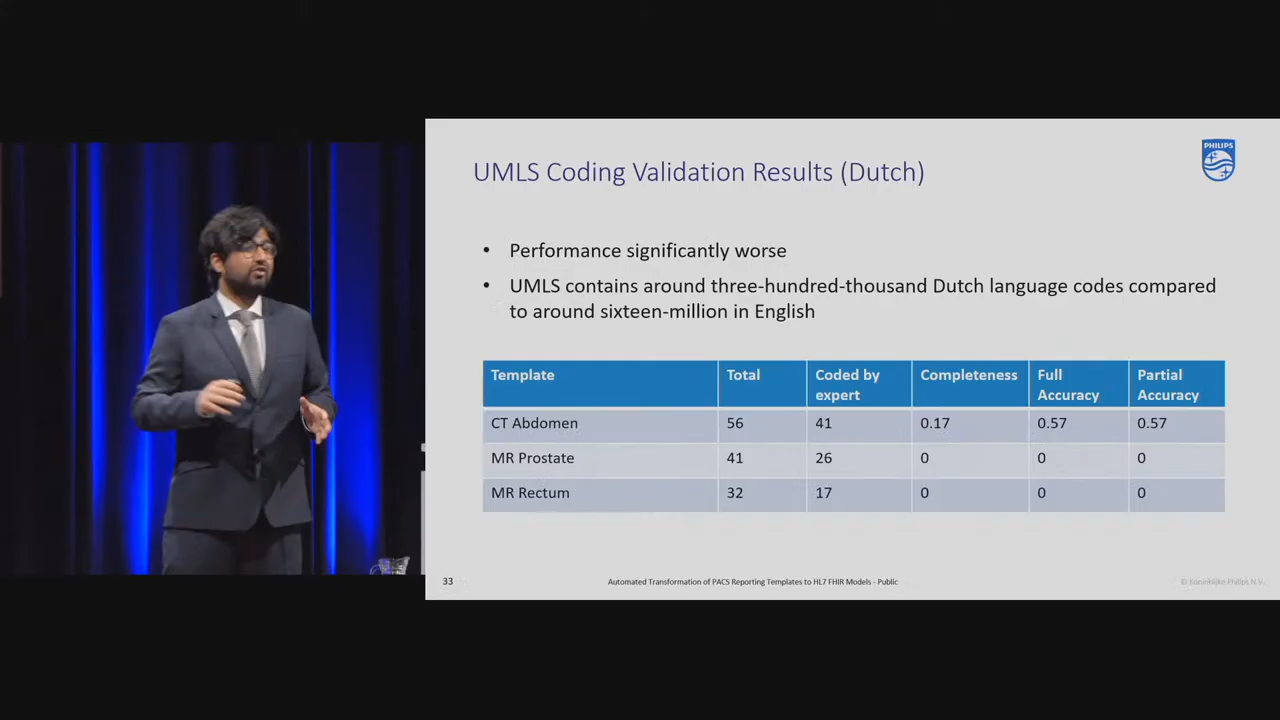 PHILIPS
UMLS Coding Validation Results (Dutch)
• Performance significantly worse
• UMLS contains around three-hundred-thousand Dutch language codes compared
to around sixteen-million in English
Template Total Coded by expert Completeness Full Accuracy Partial Accuracy
CT Abdomen 56 41 0.17 0.57 0.57
MR Prostate 41 26 0 0 0
MR Rectum 32 17 0 0 0
33 Automated Transformation of PACS Reporting Templates to HL7 FHIR Models - Public © Koninklijke Philips N.V.